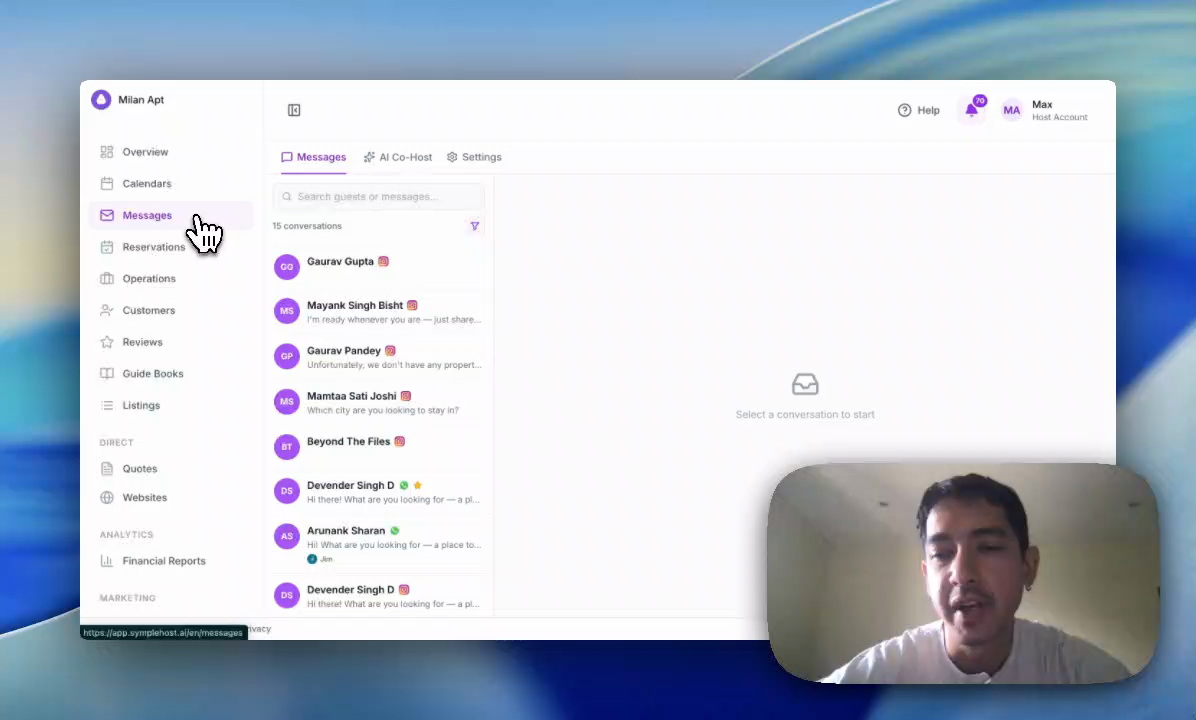 Milan Apt
Help
70
MA
Max
Host Account
Overview
Calendars
Messages
Reservations
Operations
Customers
Reviews
Guide Books
Listings
DIRECT
Quotes
Websites
ANALYTICS
Financial Reports
MARKETING
https://app.symplehost.ai/en/messages
Messages
AI Co-Host
Settings
Search guests or messages...
15 conversations
GG
Gaurav Gupta
MS
Mayank Singh Bisht
I'm ready whenever you are — just share...
GP
Gaurav Pandey
Unfortunately, we don't have any propert...
MS
Mamtaa Sati Joshi
Which city are you looking to stay in?
BT
Beyond The Files
DS
Devender Singh D
Hi there! What are you looking for — a pl...
AS
Arunank Sharan
Hi! What are you looking for — a place to...
Jim
DS
Devender Singh D
Hi there! What are you looking for — a pl...
Select a conversation to start